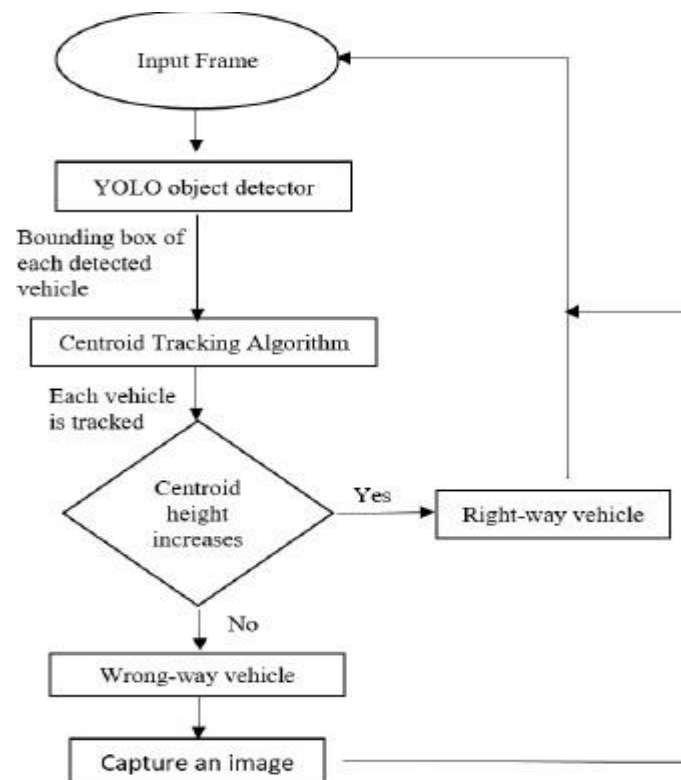 Input Frame
YOLO object detector
Bounding box of
each detected
vehicle
Centroid Tracking Algorithm
Each vehicle
is tracked
Centroid
height
increases
Yes
Right-way vehicle
No
Wrong-way vehicle
Capture an image